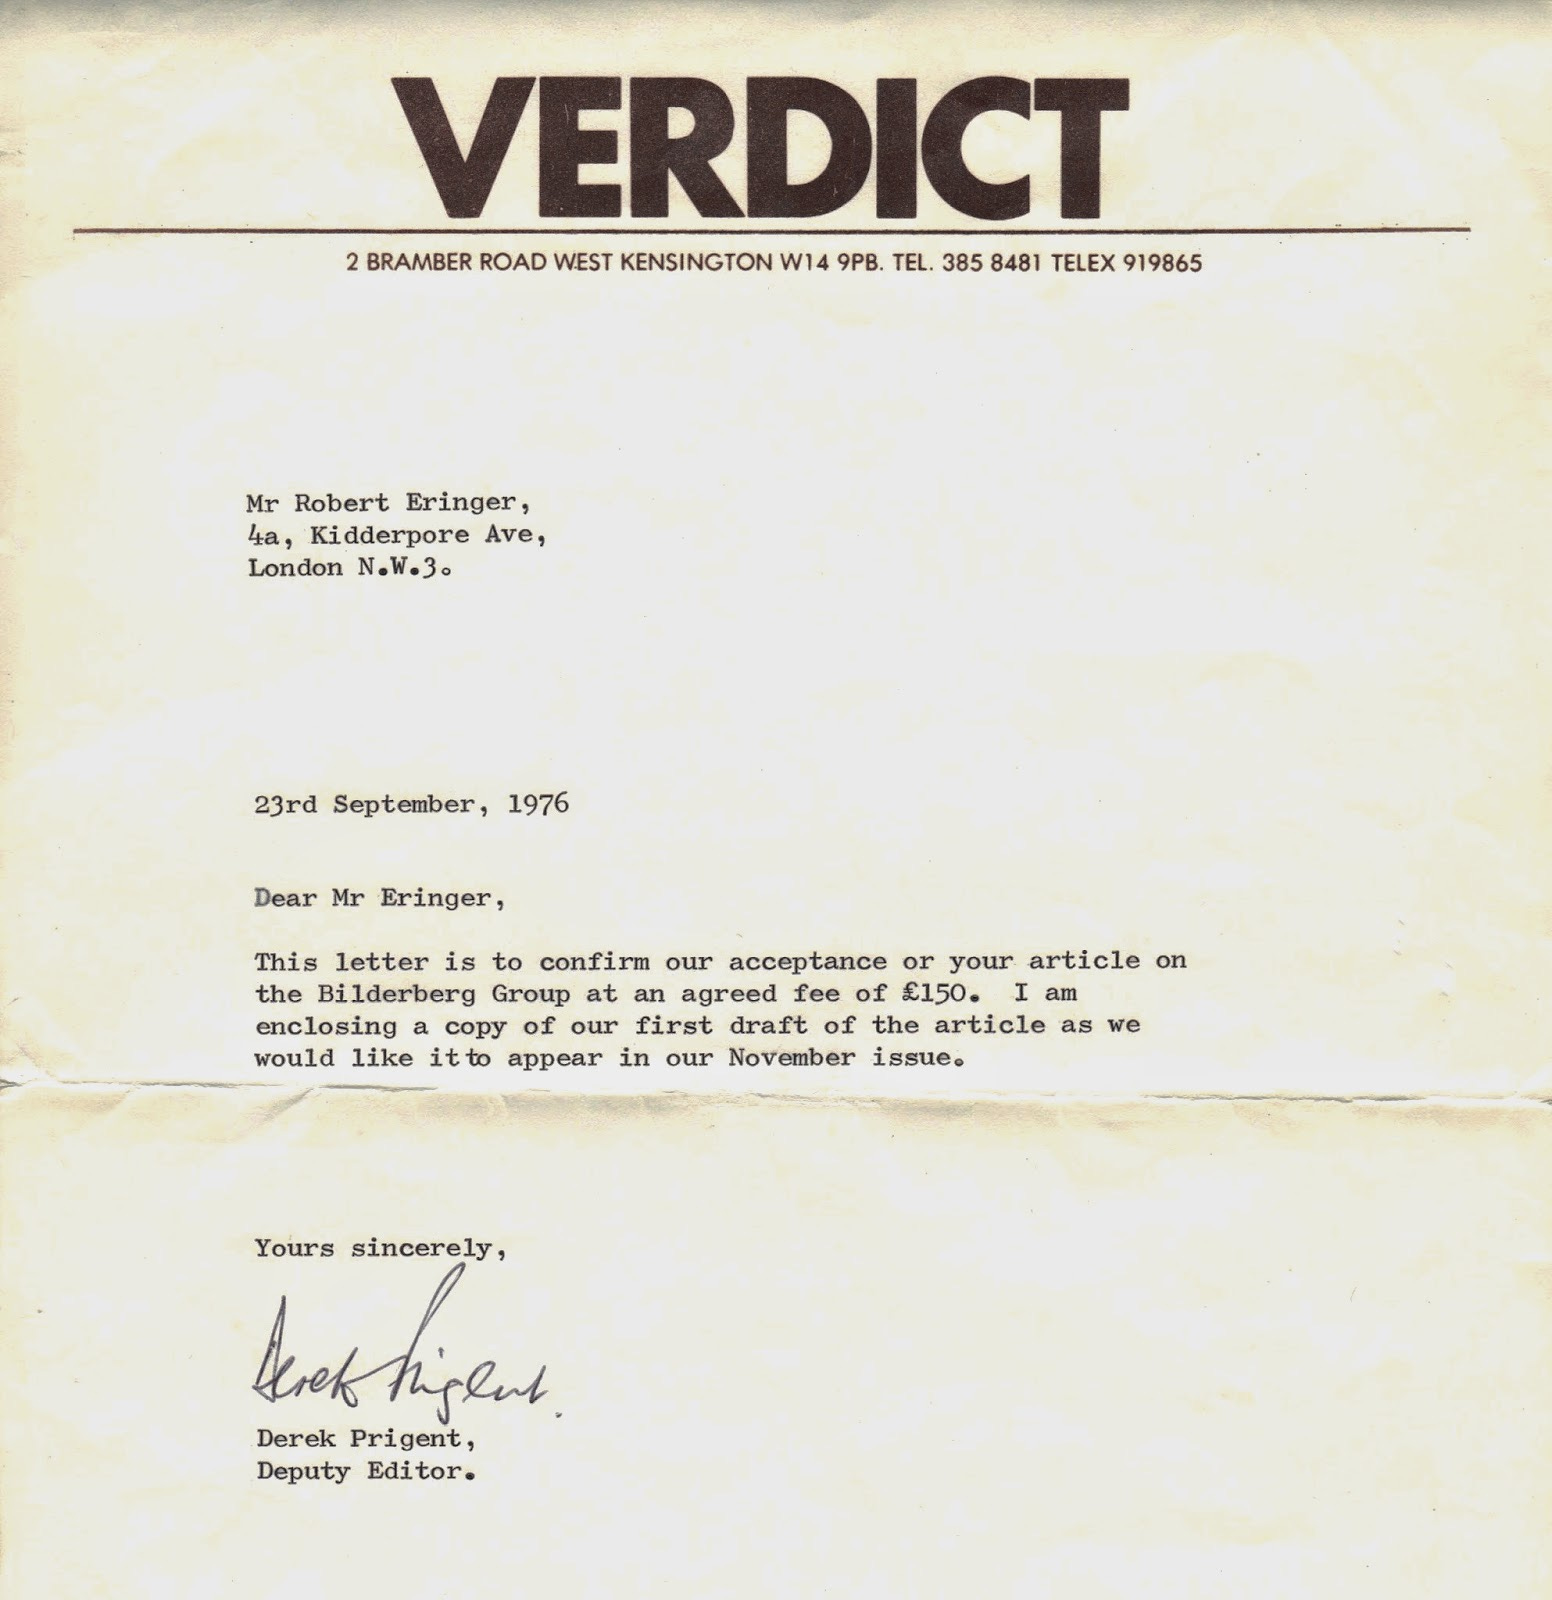 VERDICT
2 BRAMBER ROAD WEST KENSINGTON W14 9PB. TEL. 385 8481 TELEX 919865
Mr Robert Eringer,
4a, Kidderpore Ave,
London N.W.3.
23rd September, 1976
Dear Mr Eringer,
This letter is to confirm our acceptance or your article on
the Bilderberg Group at an agreed fee of £150. I am
enclosing a copy of our first draft of the article as we
would like it to appear in our November issue.
Yours sincerely,
Derek Prigent.
Derek Prigent,
Deputy Editor.